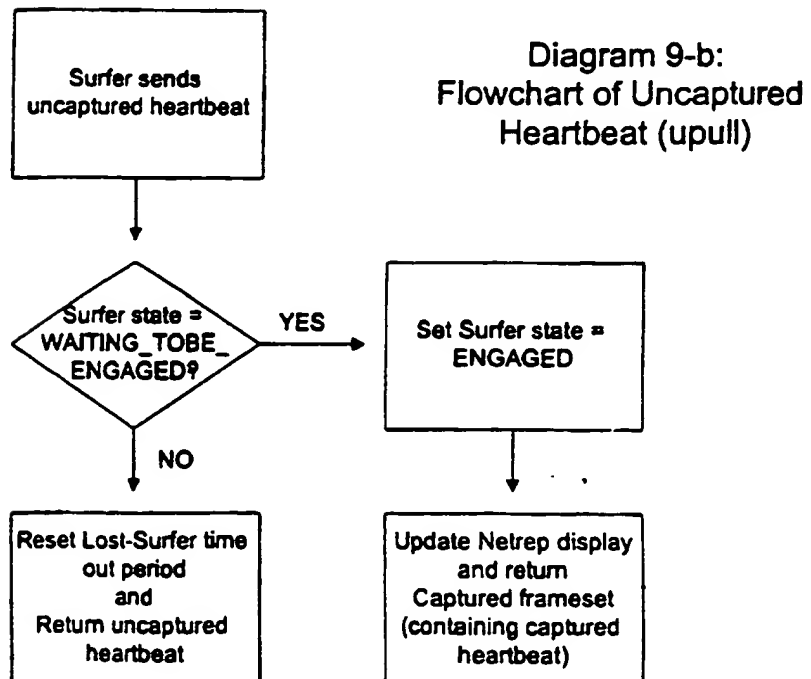 Diagram 9-b:
Flowchart of Uncaptured
Heartbeat (upull)
Surfer sends
uncaptured heartbeat
Surfer state =
WAITING_TOBE_
ENGAGED?
YES
Set Surfer state =
ENGAGED
NO
Reset Lost-Surfer time
out period
and
Return uncaptured
heartbeat
Update Netrep display
and return
Captured frameset
(containing captured
heartbeat)